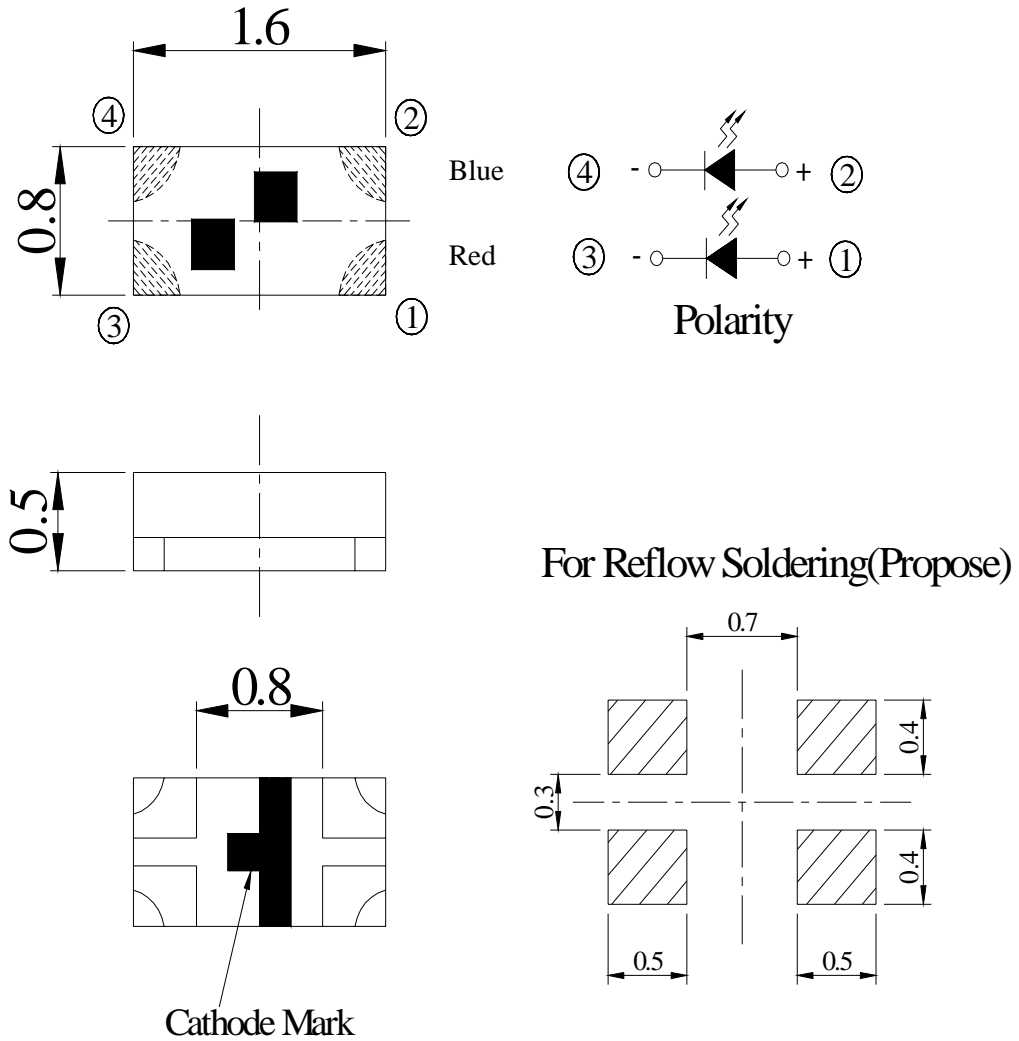 1.6
④ ②
0.8
③ ①
Blue ④ - + ②
Red ③ - + ①
Polarity
0.5
For Reflow Soldering(Propose)
0.7
0.4
0.3
0.4
0.5 0.5
0.8
Cathode Mark